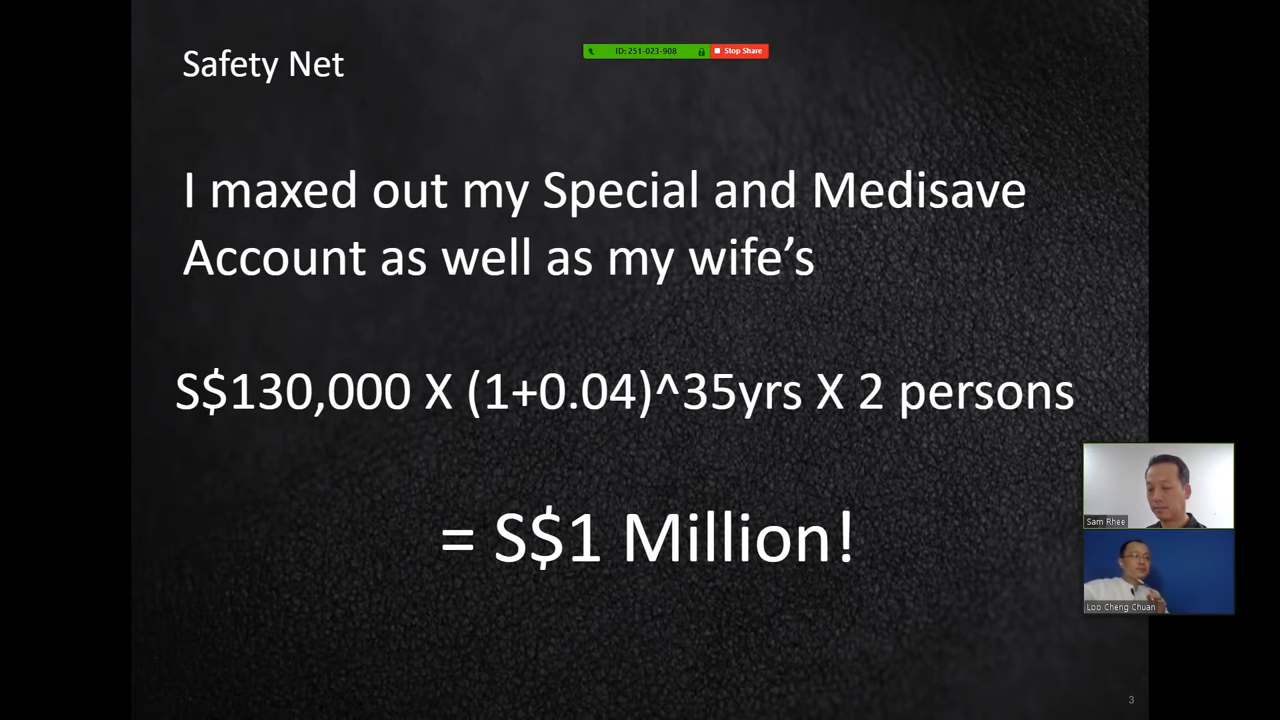 Safety Net
ID: 251-023-908
Stop Share
I maxed out my Special and Medisave
Account as well as my wife’s
S$130,000 X (1+0.04)^35yrs X 2 persons
= S$1 Million!
Sam Rhee
Loo Cheng Chuan
3